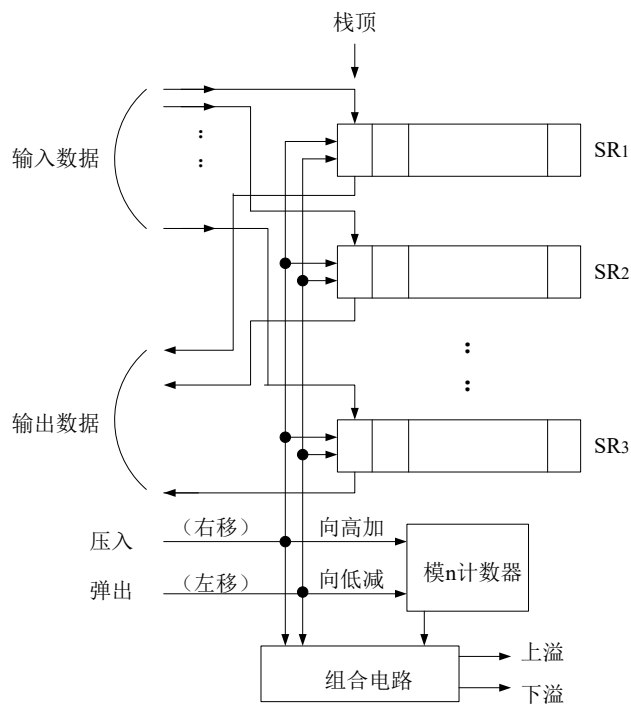 栈顶
输入数据
SR1
SR2
输出数据
SR3
压入
（右移）
向高加
弹出
（左移）
向低减
模n计数器
组合电路
上溢
下溢